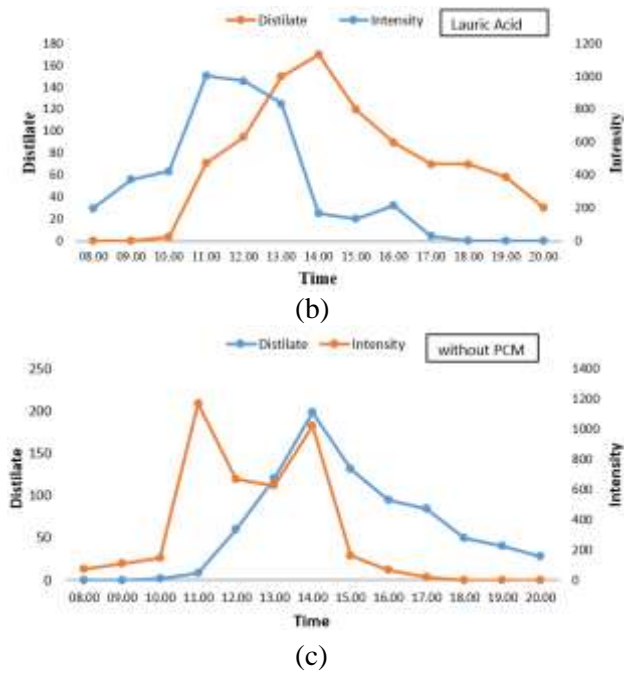 Distilate Intensity Lauric Acid
180 1200
160
140 1000
120 800
100
80 600
60 400
40 200
20
0 0
08.00 09.00 10.00 11.00 12.00 13.00 14.00 15.00 16.00 17.00 18.00 19.00 20.00
Distilate
Intensity
Time
(b)
Distilate Intensity without PCM
250 1400
200 1200
1000
150 800
100 600
400
50 200
0 0
08.00 09.00 10.00 11.00 12.00 13.00 14.00 15.00 16.00 17.00 18.00 19.00 20.00
Distilate
Intensity
Time
(c)